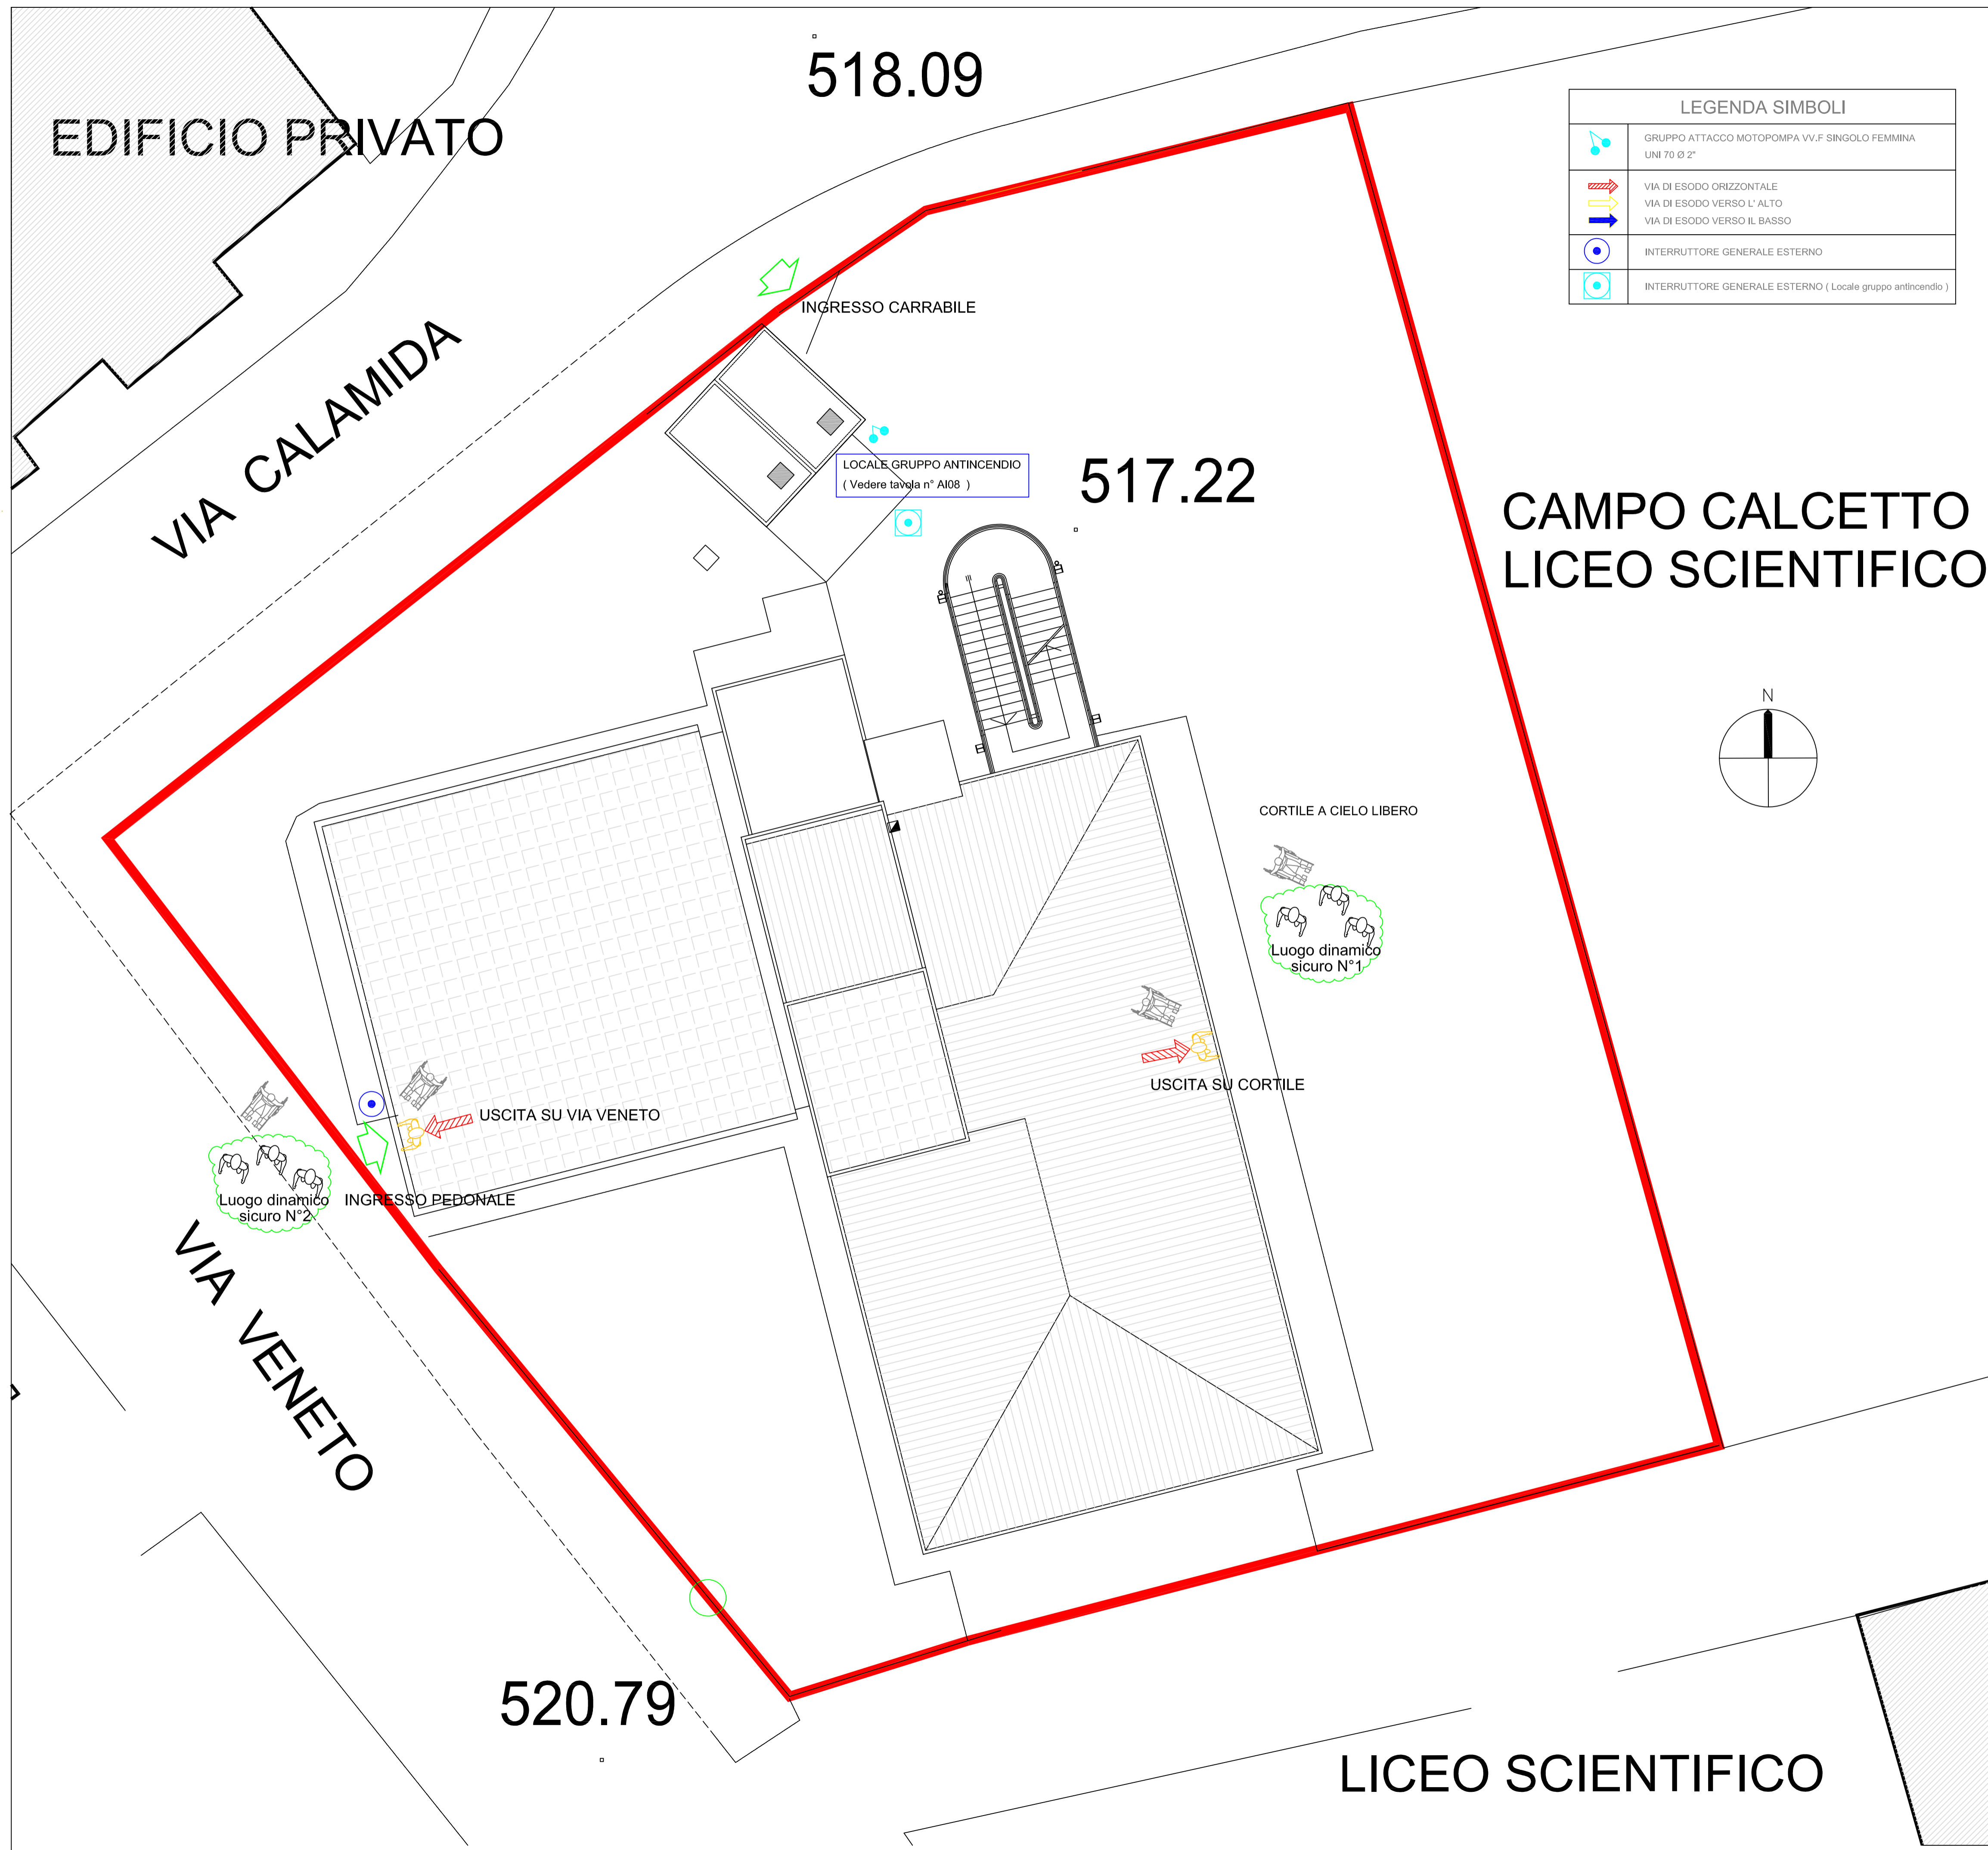 518.09
EDIFICIO PRIVATO
LEGENDA SIMBOLI
GRUPPO ATTACCO MOTOPOMPA VV.F SINGOLO FEMMINA
UNI 70 Ø 2"
VIA DI ESODO ORIZZONTALE
VIA DI ESODO VERSO L' ALTO
VIA DI ESODO VERSO IL BASSO
INTERRUTTORE GENERALE ESTERNO
INTERRUTTORE GENERALE ESTERNO ( Locale gruppo antincendio )
INGRESSO CARRABILE
VIA CALAMIDA
LOCALE GRUPPO ANTINCENDIO
( Vedere tavola n° AI08 )
517.22
CAMPO CALCETTO
LICEO SCIENTIFICO
N
CORTILE A CIELO LIBERO
Luogo dinamico
sicuro N°1
USCITA SU CORTILE
USCITA SU VIA VENETO
Luogo dinamico
sicuro N°2
INGRESSO PEDONALE
VIA VENETO
520.79
LICEO SCIENTIFICO